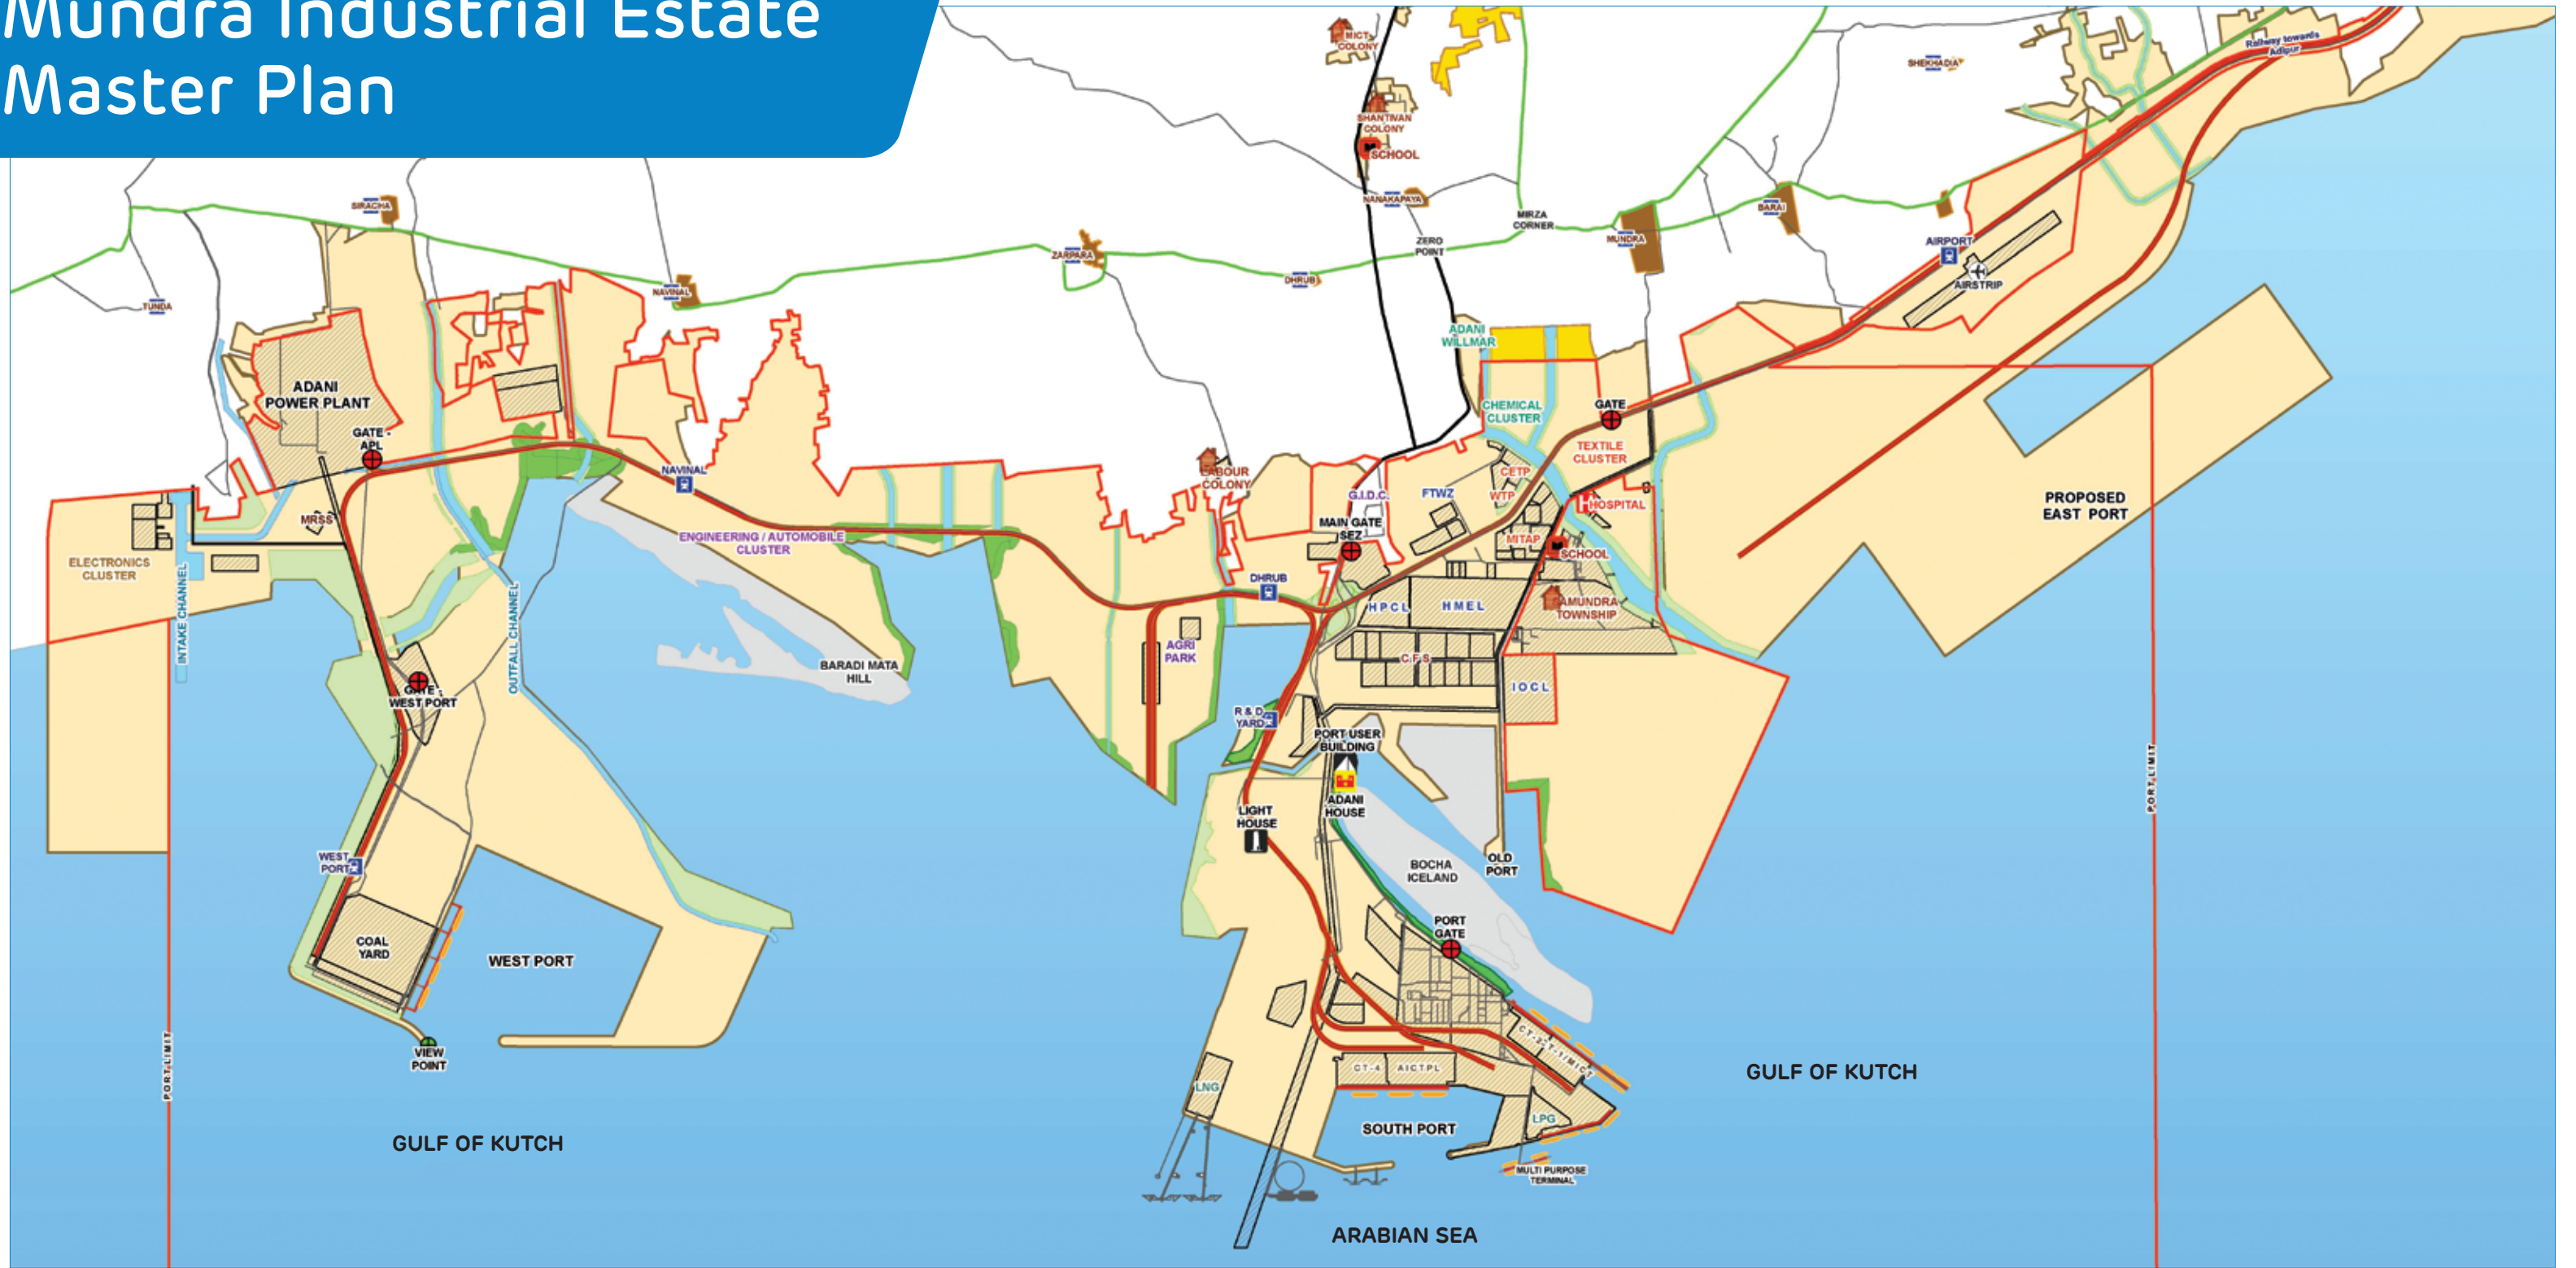 Mundra Industrial Estate
Master Plan
MICT
COLONY
SHANTIVAN
COLONY
SCHOOL
NANAKAPAYA
ZERO
POINT
MIRZA
CORNER
MUNDRA
BARAI
SHEKHADIA
Railway towards
Adipur
AIRPORT
AIRSTRIP
SIRACHA
TUNDA
NAVINAL
ZARPARA
DHRUB
ADANI
WILLMAR
CHEMICAL
CLUSTER
GATE
TEXTILE
CLUSTER
ADANI
POWER PLANT
GATE -
APL
MRSS
ELECTRONICS
CLUSTER
INTAKE CHANNEL
OUTFALL CHANNEL
NAVINAL
ENGINEERING / AUTOMOBILE
CLUSTER
BARADI MATA
HILL
LABOUR
COLONY
G.I.D.C.
MAIN GATE
SEZ
FTWZ
CETP
WTP
MITAP
HOSPITAL
SCHOOL
SAMUNDRA
TOWNSHIP
PROPOSED
EAST PORT
DHRUB
HPCL
HMEL
CFS
IOCL
AGRI
PARK
R & D
YARD
PORT USER
BUILDING
ADANI
HOUSE
LIGHT
HOUSE
BOCHA
ICELAND
OLD
PORT
PORT
GATE
GATE -
WEST PORT
WEST
PORT
COAL
YARD
WEST PORT
VIEW
POINT
PORT LIMIT
PORT LIMIT
GULF OF KUTCH
GULF OF KUTCH
LNG
CT-4
AICTPL
CT-2
T-1/MICT
LPG
SOUTH PORT
MULTI PURPOSE
TERMINAL
ARABIAN SEA